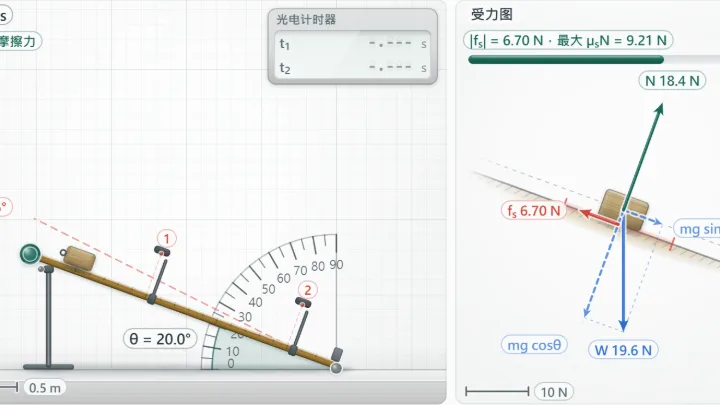 s
摩擦力
光电计时器
t₁ -.--- s
t₂ -.--- s
1
2
0
10
20
30
40
50
60
70
80
90
θ = 20.0°
0.5 m
受力图
|fₛ| = 6.70 N · 最大 μₛN = 9.21 N
N 18.4 N
fₛ 6.70 N
mg sin
mg cosθ
W 19.6 N
10 N